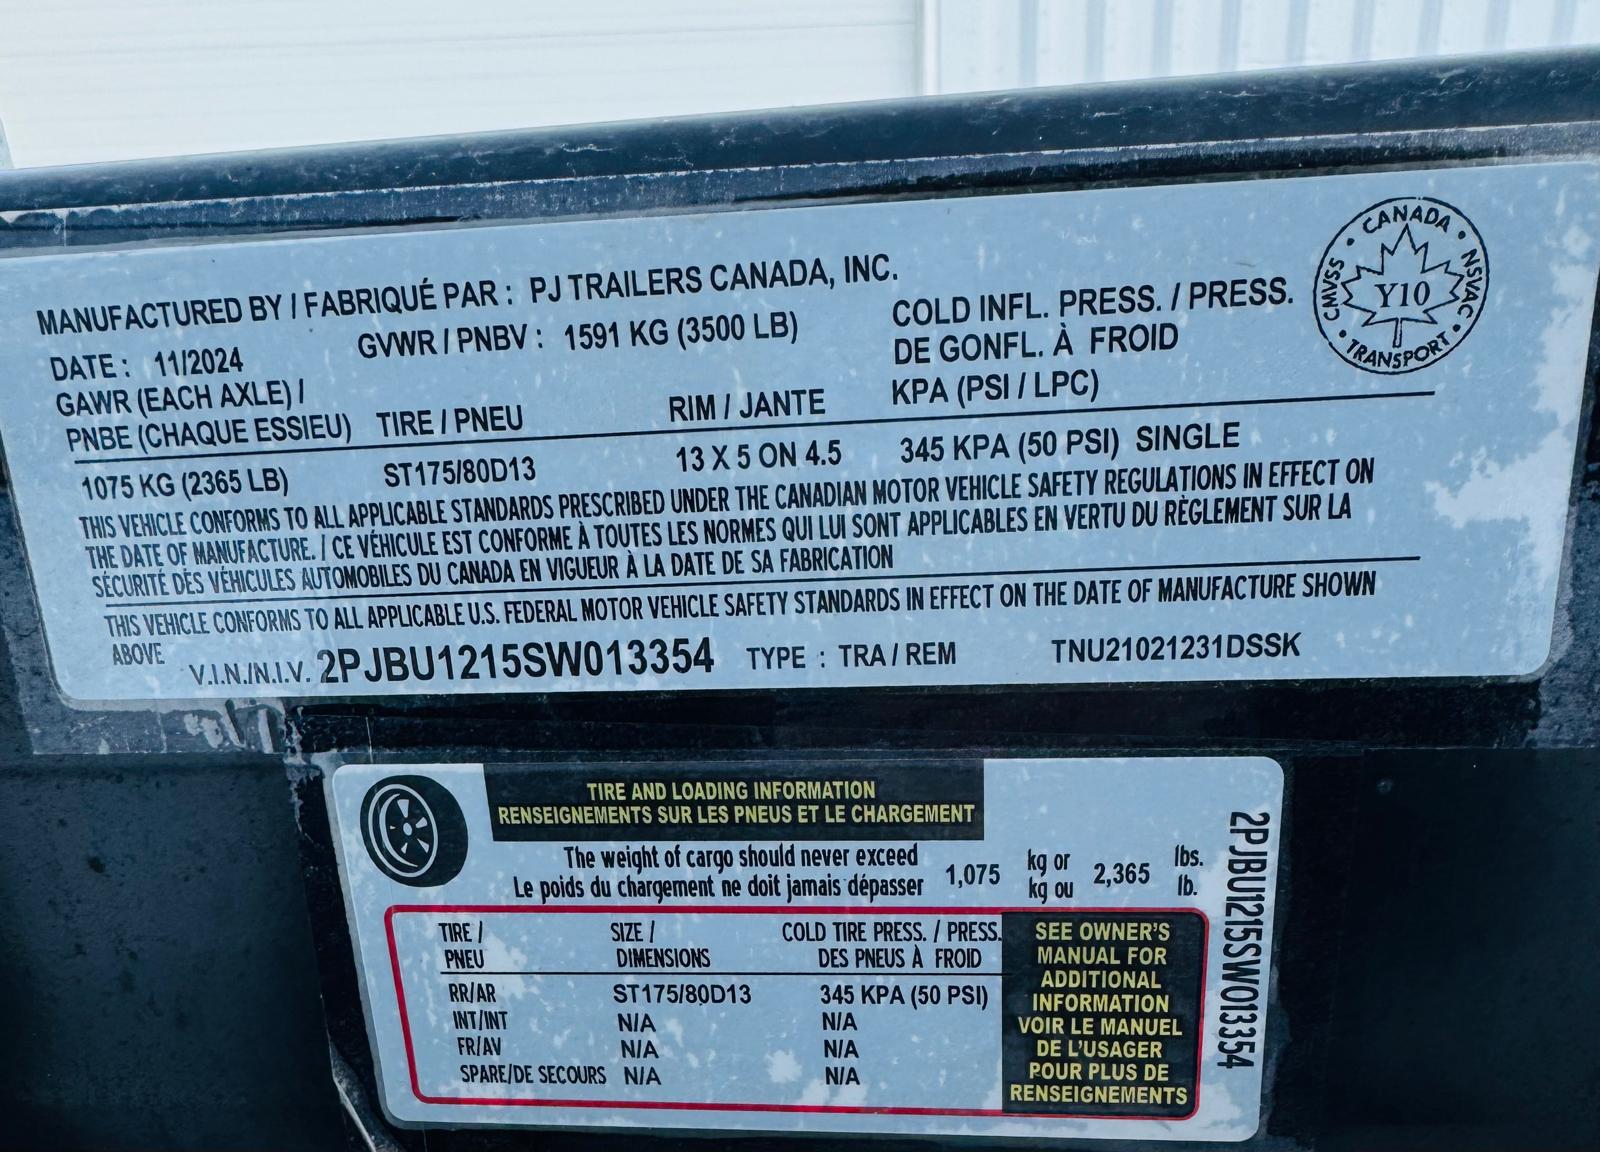 MANUFACTURED BY / FABRIQUÉ PAR : PJ TRAILERS CANADA, INC.
DATE : 11/2024
GVWR / PNBV : 1591 KG (3500 LB)
COLD INFL. PRESS. / PRESS.
DE GONFL. À FROID
KPA (PSI / LPC)
GAWR (EACH AXLE) /
PNBE (CHAQUE ESSIEU) TIRE / PNEU RIM / JANTE
1075 KG (2365 LB) ST175/80D13 13 X 5 ON 4.5 345 KPA (50 PSI) SINGLE
THIS VEHICLE CONFORMS TO ALL APPLICABLE STANDARDS PRESCRIBED UNDER THE CANADIAN MOTOR VEHICLE SAFETY REGULATIONS IN EFFECT ON
THE DATE OF MANUFACTURE. / CE VÉHICULE EST CONFORME À TOUTES LES NORMES QUI LUI SONT APPLICABLES EN VERTU DU RÈGLEMENT SUR LA
SÉCURITÉ DÉS VÉHICULES AUTOMOBILES DU CANADA EN VIGUEUR À LA DATE DE SA FABRICATION
THIS VEHICLE CONFORMS TO ALL APPLICABLE U.S. FEDERAL MOTOR VEHICLE SAFETY STANDARDS IN EFFECT ON THE DATE OF MANUFACTURE SHOWN
ABOVE
V.I.N./N.I.V. 2PJBU1215SW013354 TYPE : TRA / REM TNU21021231DSSK
CANADA
CMVSS
NSVAC
Y10
TRANSPORT
TIRE AND LOADING INFORMATION
RENSEIGNEMENTS SUR LES PNEUS ET LE CHARGEMENT
The weight of cargo should never exceed
Le poids du chargement ne doit jamais dépasser
1,075
kg or
kg ou
2,365
lbs.
lb.
TIRE / SIZE / COLD TIRE PRESS. / PRESS.
PNEU DIMENSIONS DES PNEUS À FROID
RR/AR ST175/80D13 345 KPA (50 PSI)
INT/INT N/A N/A
FR/AV N/A N/A
SPARE/DE SECOURS N/A N/A
SEE OWNER'S
MANUAL FOR
ADDITIONAL
INFORMATION
VOIR LE MANUEL
DE L'USAGER
POUR PLUS DE
RENSEIGNEMENTS
2PJBU1215SW013354